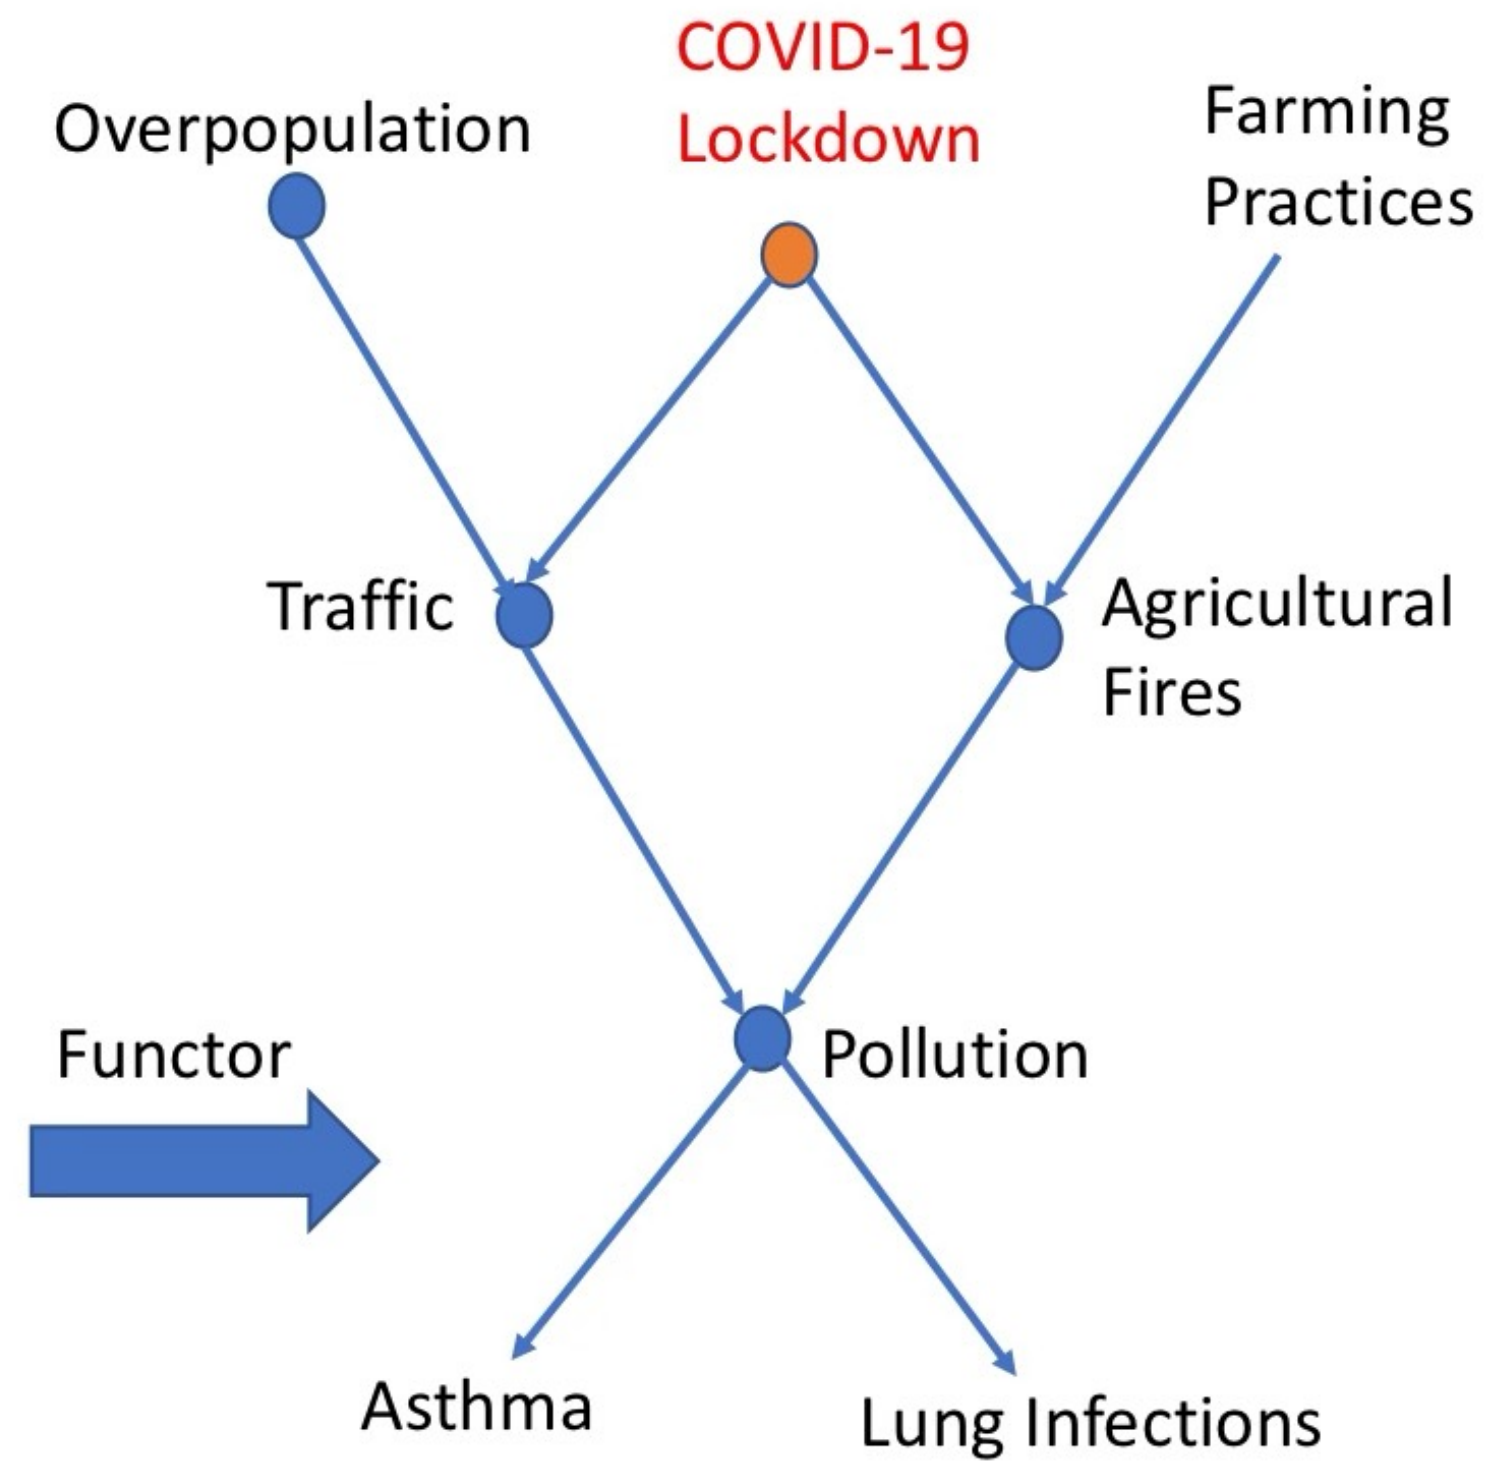 COVID-19
Lockdown
Overpopulation
Farming
Practices
Traffic
Agricultural
Fires
Functor
Pollution
Asthma
Lung Infections